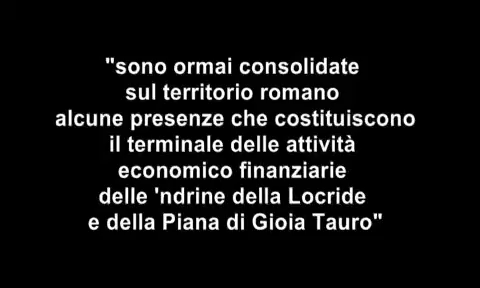 "sono ormai consolidate
sul territorio romano
alcune presenze che costituiscono
il terminale delle attività
economico finanziarie
delle 'ndrine della Locride
e della Piana di Gioia Tauro"